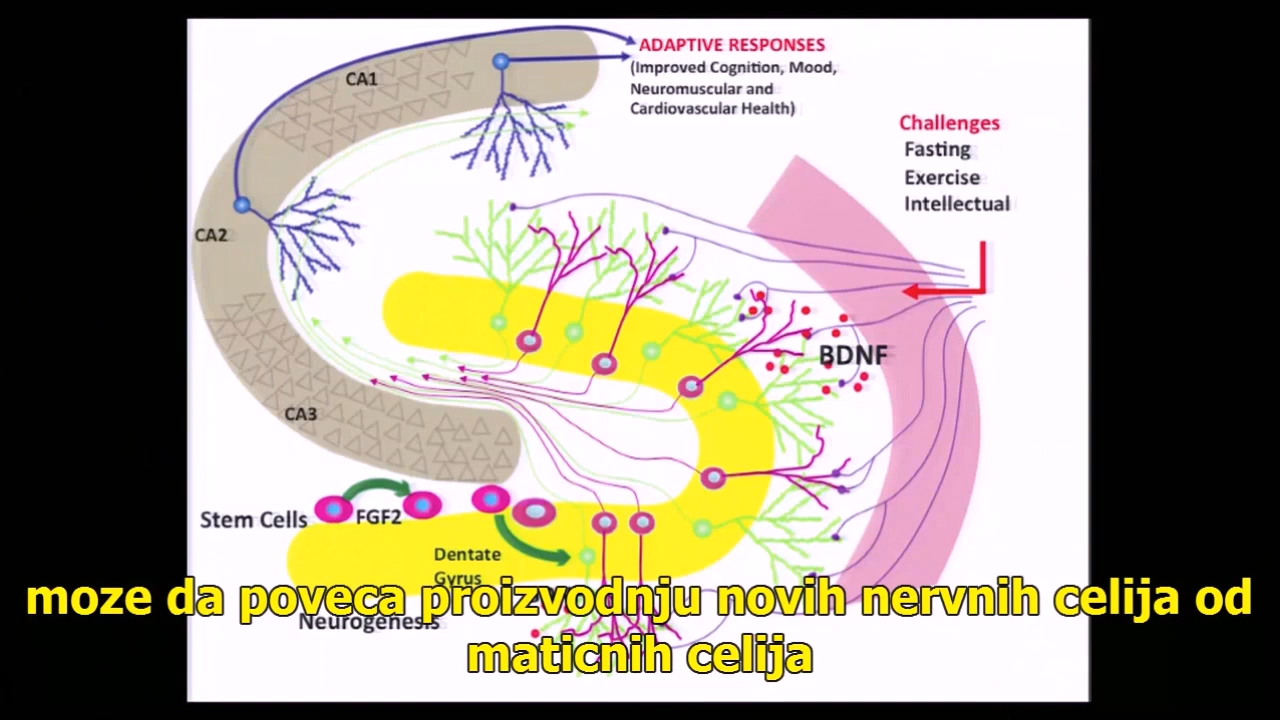 ADAPTIVE RESPONSES
(Improved Cognition, Mood,
Neuromuscular and
Cardiovascular Health)
CA1
Challenges
Fasting
Exercise
Intellectual
CA2
BDNF
CA3
Stem Cells
FGF2
Dentate
Gyrus
Neurogenesis
moze da poveca proizvodnju novih nervnih celija od
maticnih celija